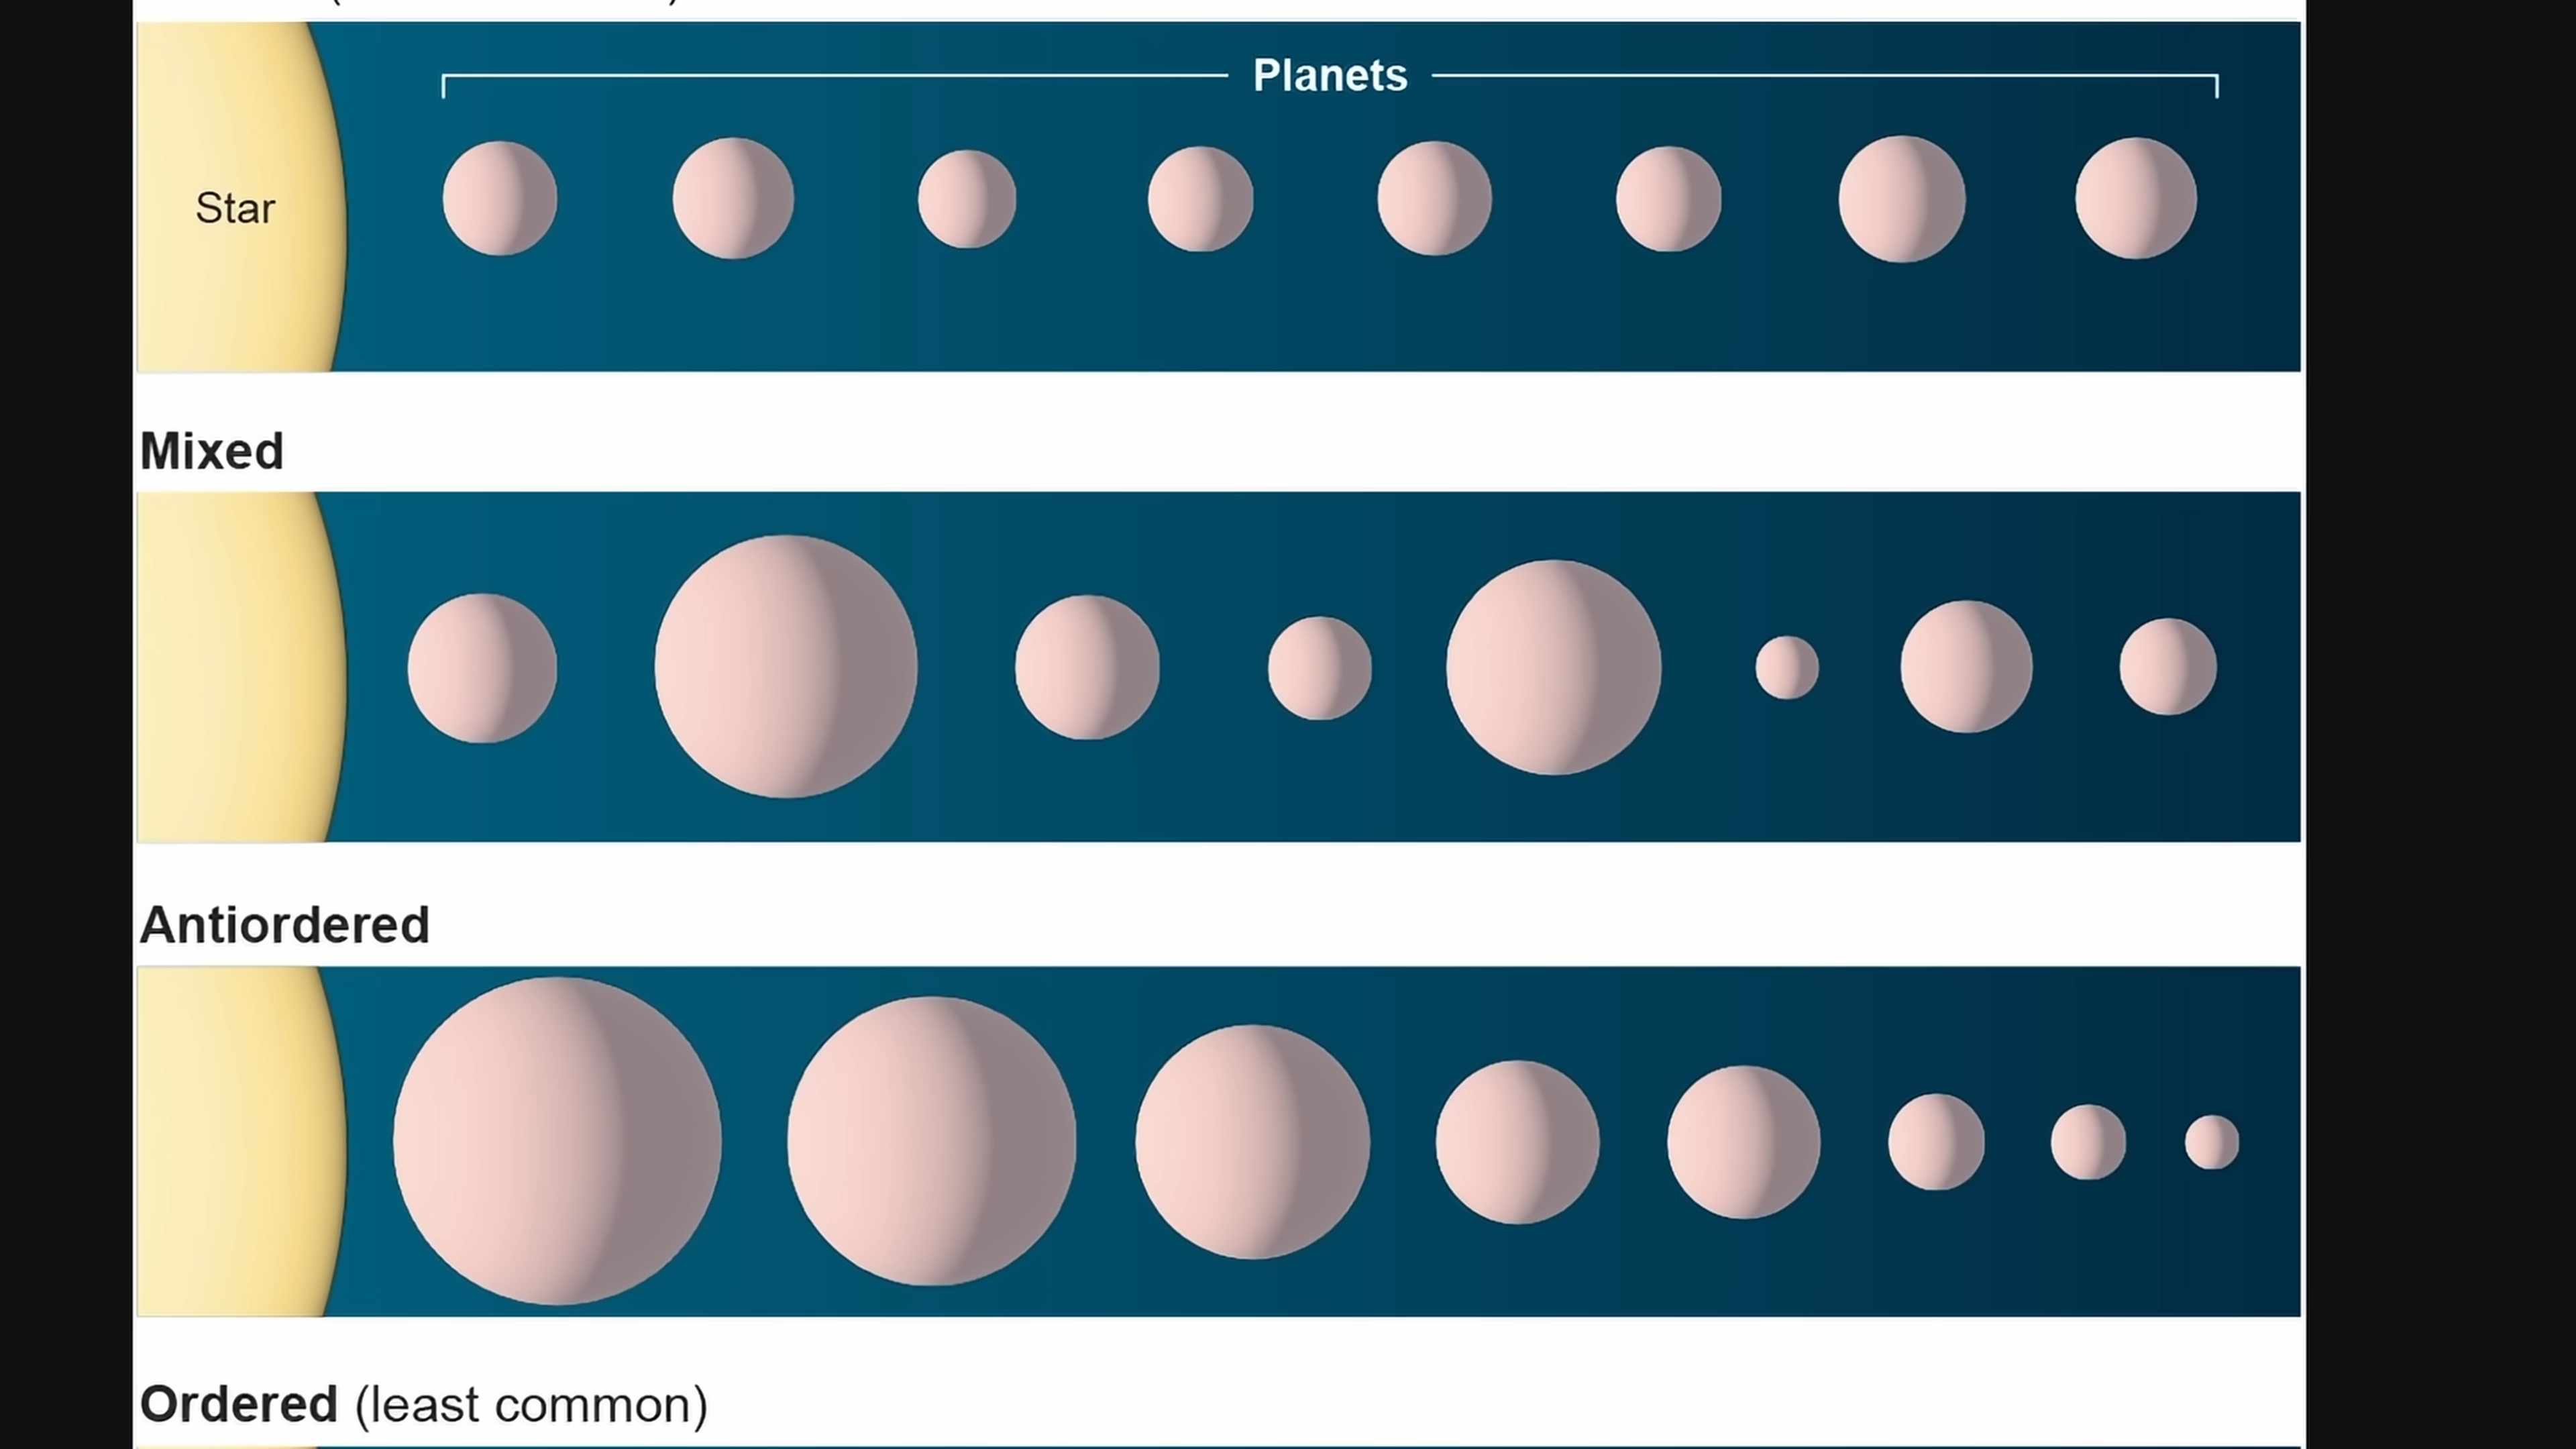 Planets
Star
Mixed
Antiordered
Ordered (least common)